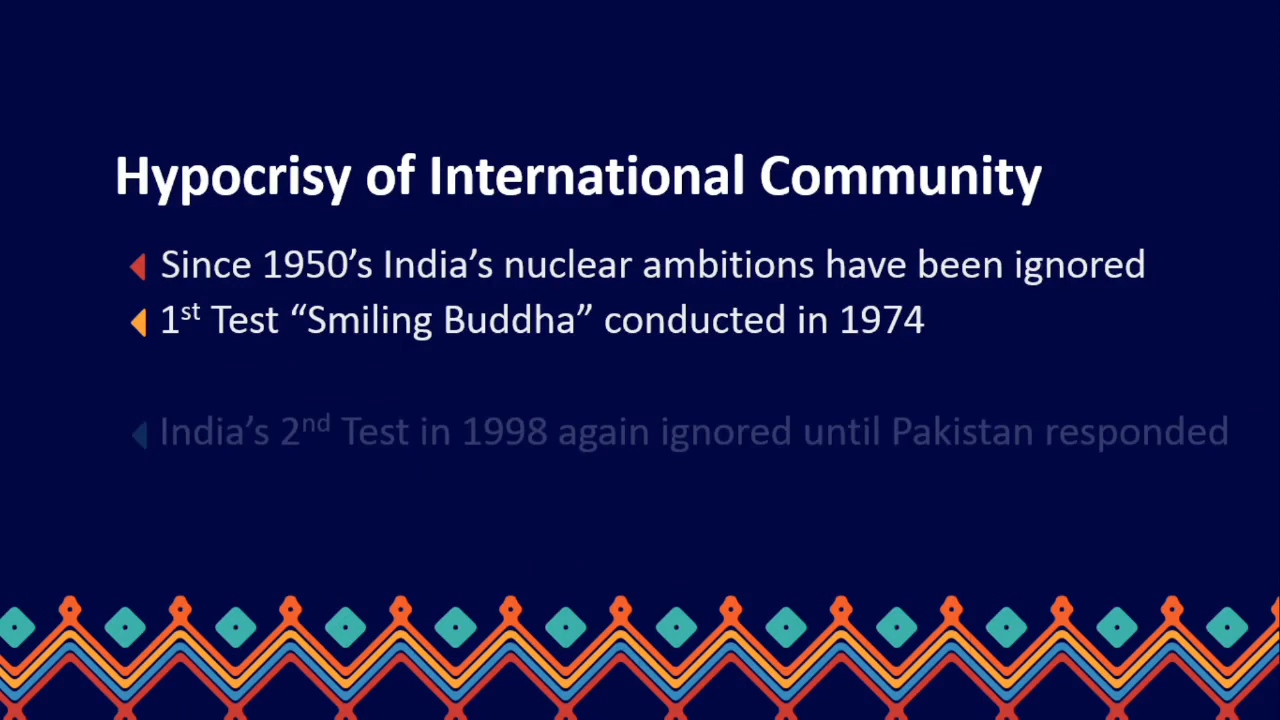 Hypocrisy of International Community
Since 1950’s India’s nuclear ambitions have been ignored
1st Test “Smiling Buddha” conducted in 1974
India’s 2nd Test in 1998 again ignored until Pakistan responded